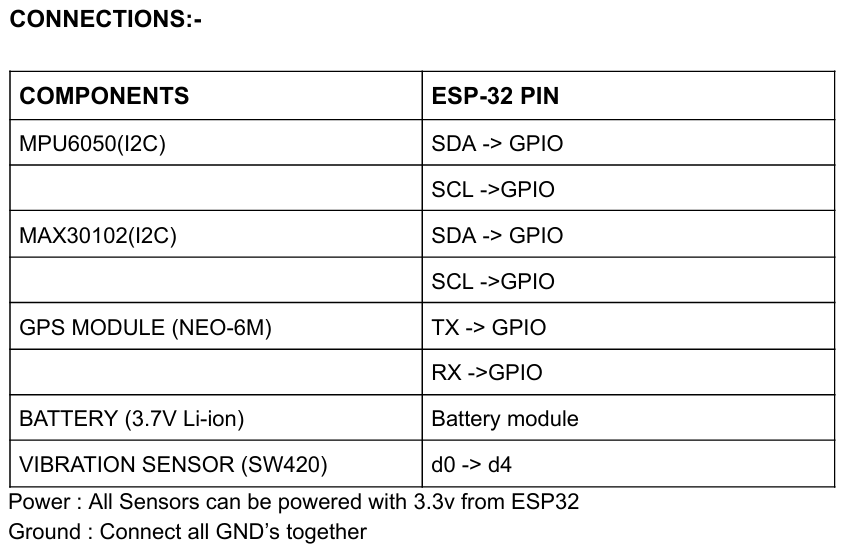 CONNECTIONS:-
COMPONENTS ESP-32 PIN
MPU6050(I2C) SDA -> GPIO
SCL ->GPIO
MAX30102(I2C) SDA -> GPIO
SCL ->GPIO
GPS MODULE (NEO-6M) TX -> GPIO
RX ->GPIO
BATTERY (3.7V Li-ion) Battery module
VIBRATION SENSOR (SW420) d0 -> d4
Power : All Sensors can be powered with 3.3v from ESP32
Ground : Connect all GND’s together